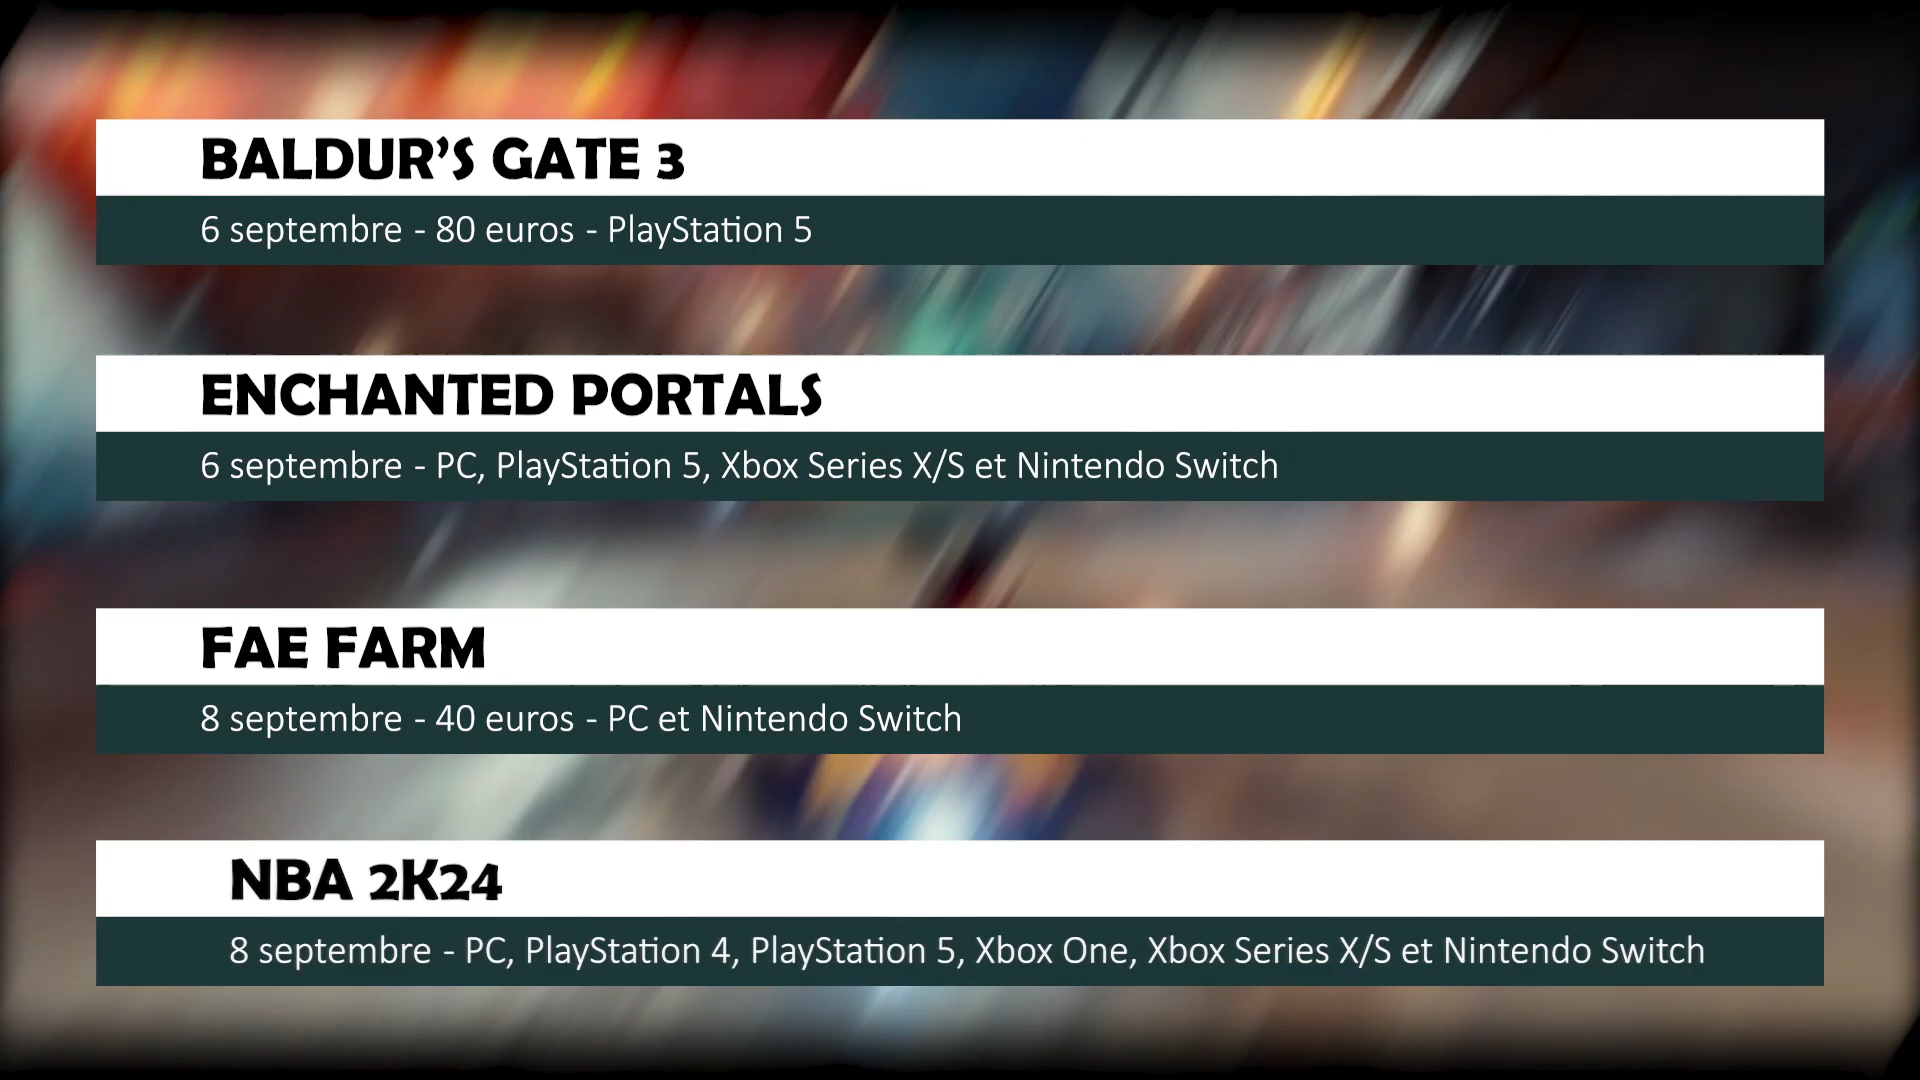 BALDUR’S GATE 3
6 septembre - 80 euros - PlayStation 5
ENCHANTED PORTALS
6 septembre - PC, PlayStation 5, Xbox Series X/S et Nintendo Switch
FAE FARM
8 septembre - 40 euros - PC et Nintendo Switch
NBA 2K24
8 septembre - PC, PlayStation 4, PlayStation 5, Xbox One, Xbox Series X/S et Nintendo Switch